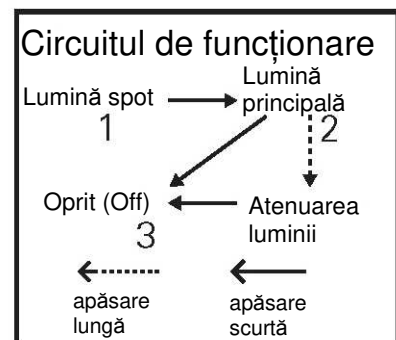 Circuitul de funcționare
Lumină spot
1
Lumină
principală
2
Oprit (Off)
3
Atenuarea
luminii
apăsare
lungă
apăsare
scurtă